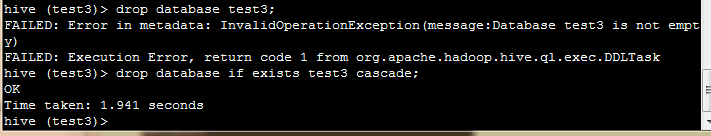 hive (test3)> drop database test3;
FAILED: Error in metadata: InvalidOperationException(message:Database test3 is not empt
y)
FAILED: Execution Error, return code 1 from org.apache.hadoop.hive.ql.exec.DDLTask
hive (test3)> drop database if exists test3 cascade;
OK
Time taken: 1.941 seconds
hive (test3)>